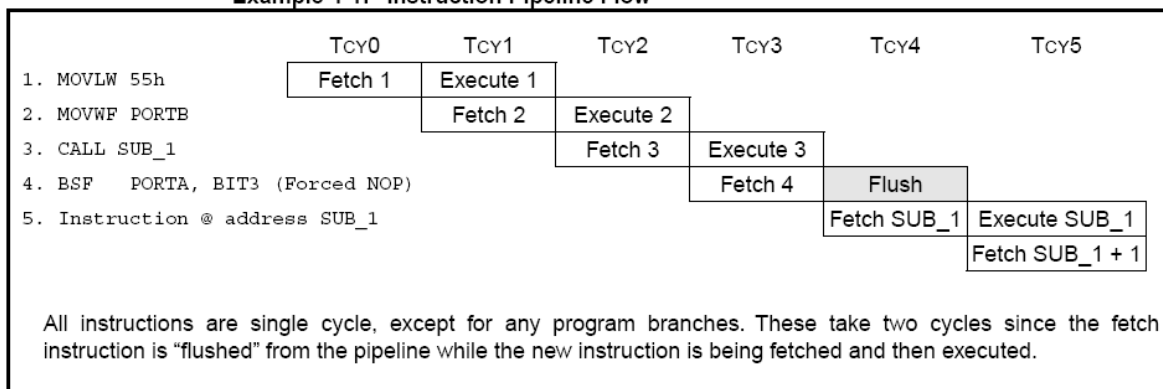 Example 4-1: Instruction Pipeline Flow
TCY0 TCY1 TCY2 TCY3 TCY4 TCY5
1. MOVLW 55h Fetch 1 Execute 1
2. MOVWF PORTB Fetch 2 Execute 2
3. CALL SUB_1 Fetch 3 Execute 3
4. BSF PORTA, BIT3 (Forced NOP) Fetch 4 Flush
5. Instruction @ address SUB_1 Fetch SUB_1 Execute SUB_1
Fetch SUB_1 + 1
All instructions are single cycle, except for any program branches. These take two cycles since the fetch
instruction is “flushed” from the pipeline while the new instruction is being fetched and then executed.